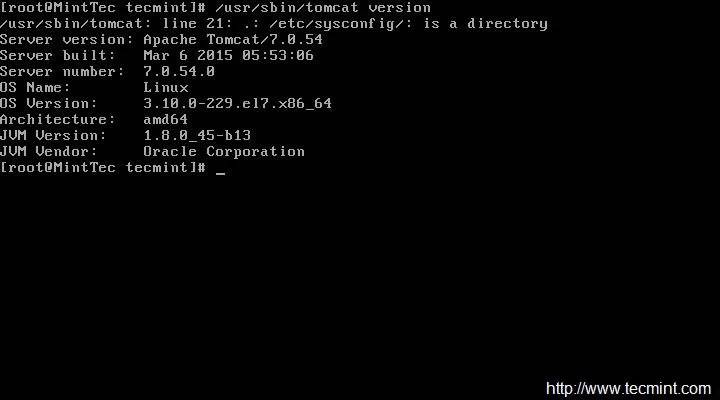 [root@MintTec tecmint]# /usr/sbin/tomcat version
/usr/sbin/tomcat: line 21: .: /etc/sysconfig/: is a directory
Server version: Apache Tomcat/7.0.54
Server built:   Mar 6 2015 05:53:06
Server number:  7.0.54.0
OS Name:        Linux
OS Version:     3.10.0-229.el7.x86_64
Architecture:   amd64
JVM Version:    1.8.0_45-b13
JVM Vendor:     Oracle Corporation
[root@MintTec tecmint]# _
http://www.tecmint.com